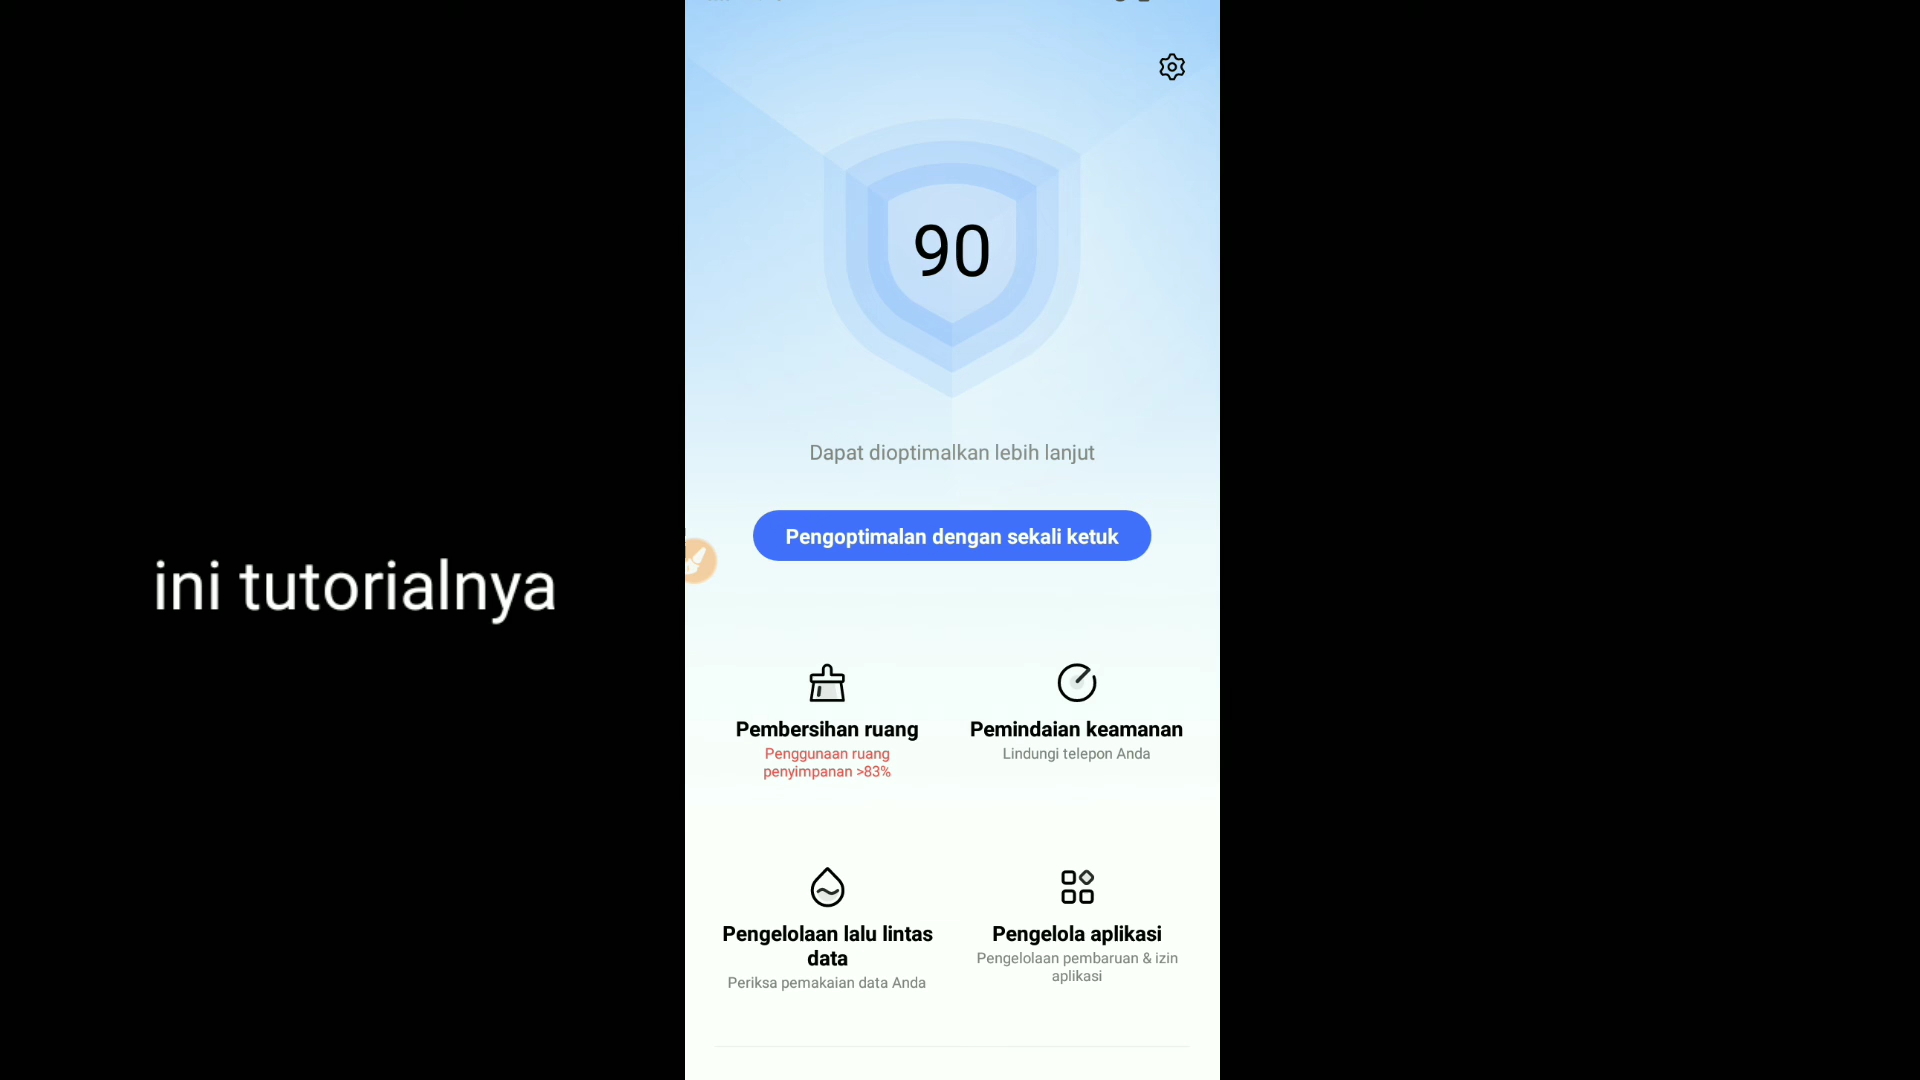 90
Dapat dioptimalkan lebih lanjut
Pengoptimalan dengan sekali ketuk
ini tutorialnya
Pembersihan ruang
Penggunaan ruang
penyimpanan >83%
Pemindaian keamanan
Lindungi telepon Anda
Pengelolaan lalu lintas
data
Periksa pemakaian data Anda
Pengelola aplikasi
Pengelolaan pembaruan & izin
aplikasi